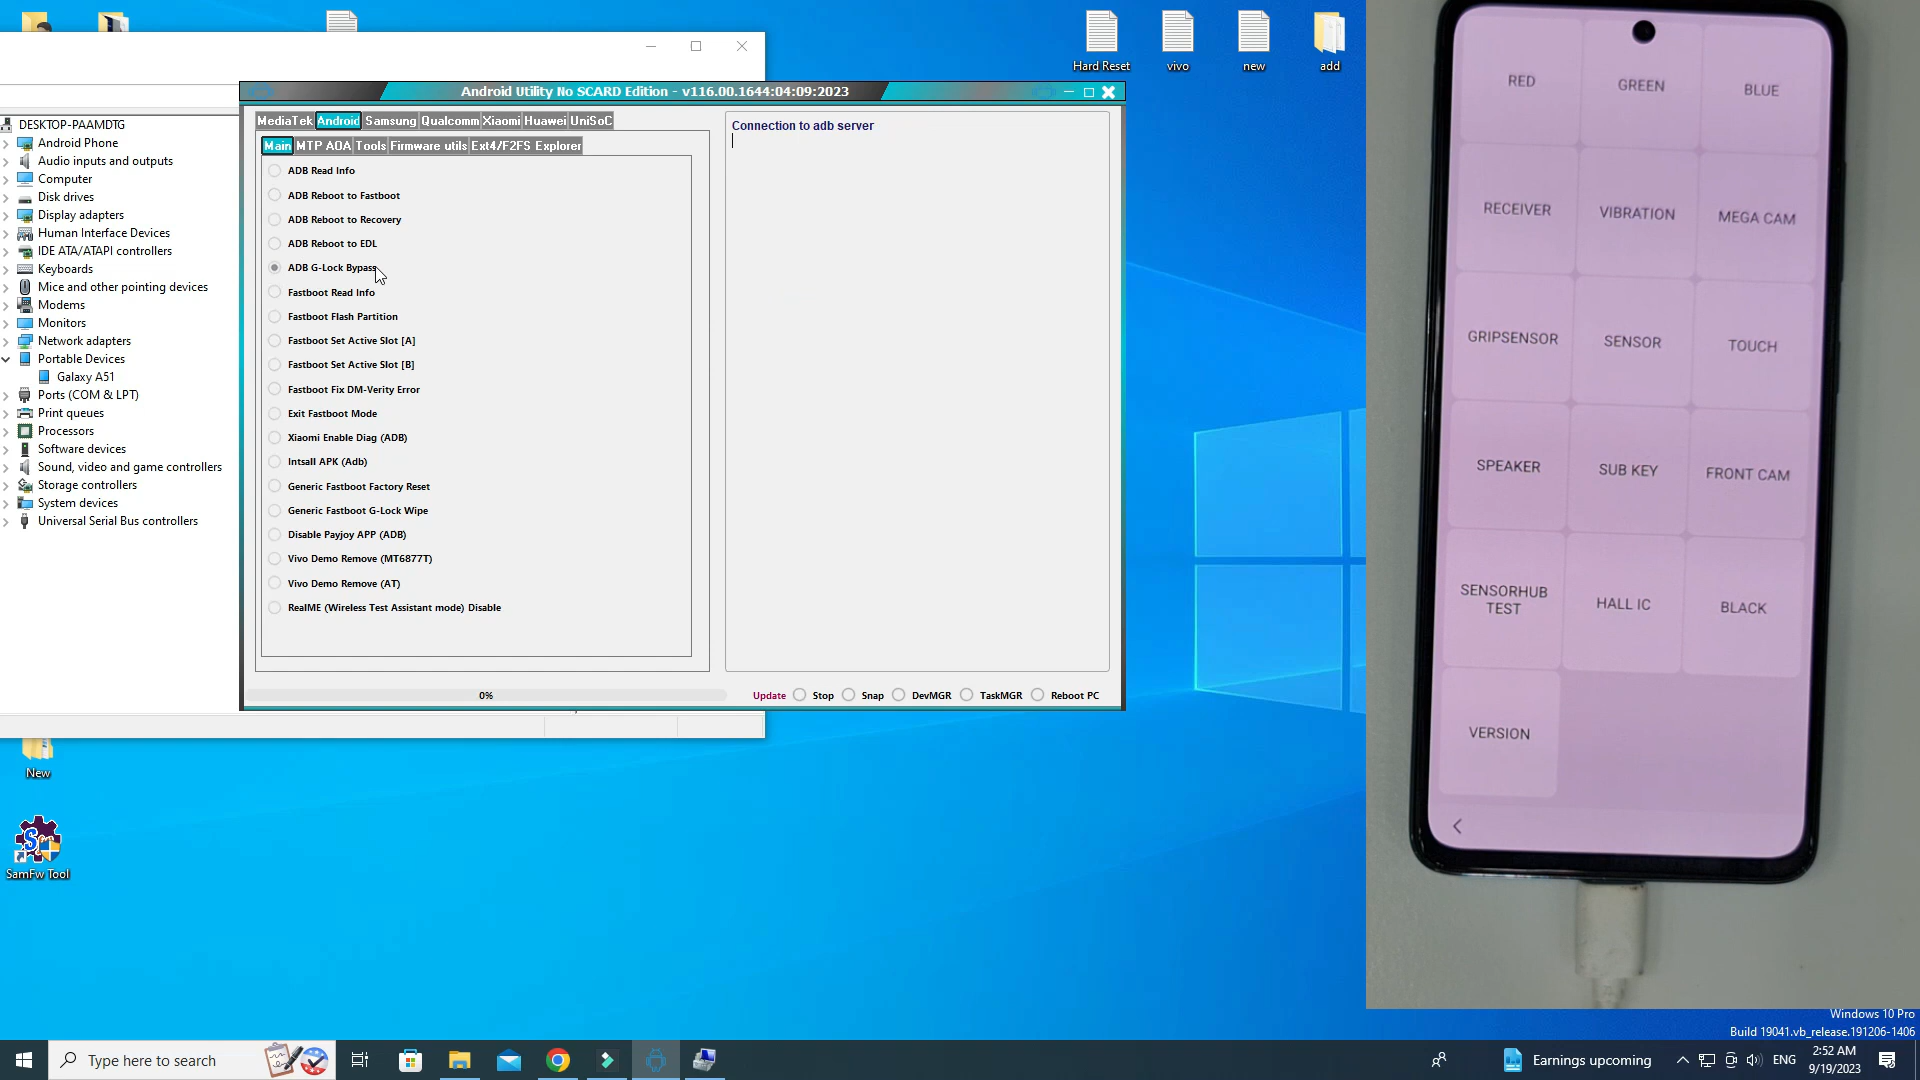 Hard Reset
vivo
new
add
DESKTOP-PAAMDTG
Android Phone
Audio inputs and outputs
Computer
Disk drives
Display adapters
Human Interface Devices
IDE ATA/ATAPI controllers
Keyboards
Mice and other pointing devices
Modems
Monitors
Network adapters
Portable Devices
Galaxy A51
Ports (COM & LPT)
Print queues
Processors
Software devices
Sound, video and game controllers
Storage controllers
System devices
Universal Serial Bus controllers
New
SamFw Tool
Android Utility No SCARD Edition - v116.00.1644:04:09:2023
MediaTek Android Samsung Qualcomm Xiaomi Huawei UniSoC
Main MTP AOA Tools Firmware utils Ext4/F2FS Explorer
ADB Read Info
ADB Reboot to Fastboot
ADB Reboot to Recovery
ADB Reboot to EDL
ADB G-Lock Bypass
Fastboot Read Info
Fastboot Flash Partition
Fastboot Set Active Slot [A]
Fastboot Set Active Slot [B]
Fastboot Fix DM-Verity Error
Exit Fastboot Mode
Xiaomi Enable Diag (ADB)
Intsall APK (Adb)
Generic Fastboot Factory Reset
Generic Fastboot G-Lock Wipe
Disable Payjoy APP (ADB)
Vivo Demo Remove (MT6877T)
Vivo Demo Remove (AT)
RealME (Wireless Test Assistant mode) Disable
Connection to adb server
0%
Update Stop Snap DevMGR TaskMGR Reboot PC
RED GREEN BLUE
RECEIVER VIBRATION MEGA CAM
GRIPSENSOR SENSOR TOUCH
SPEAKER SUB KEY FRONT CAM
SENSORHUB
TEST
HALL IC BLACK
VERSION
Windows 10 Pro
Build 19041.vb_release.191206-1406
Type here to search
Earnings upcoming
ENG
2:52 AM
9/19/2023